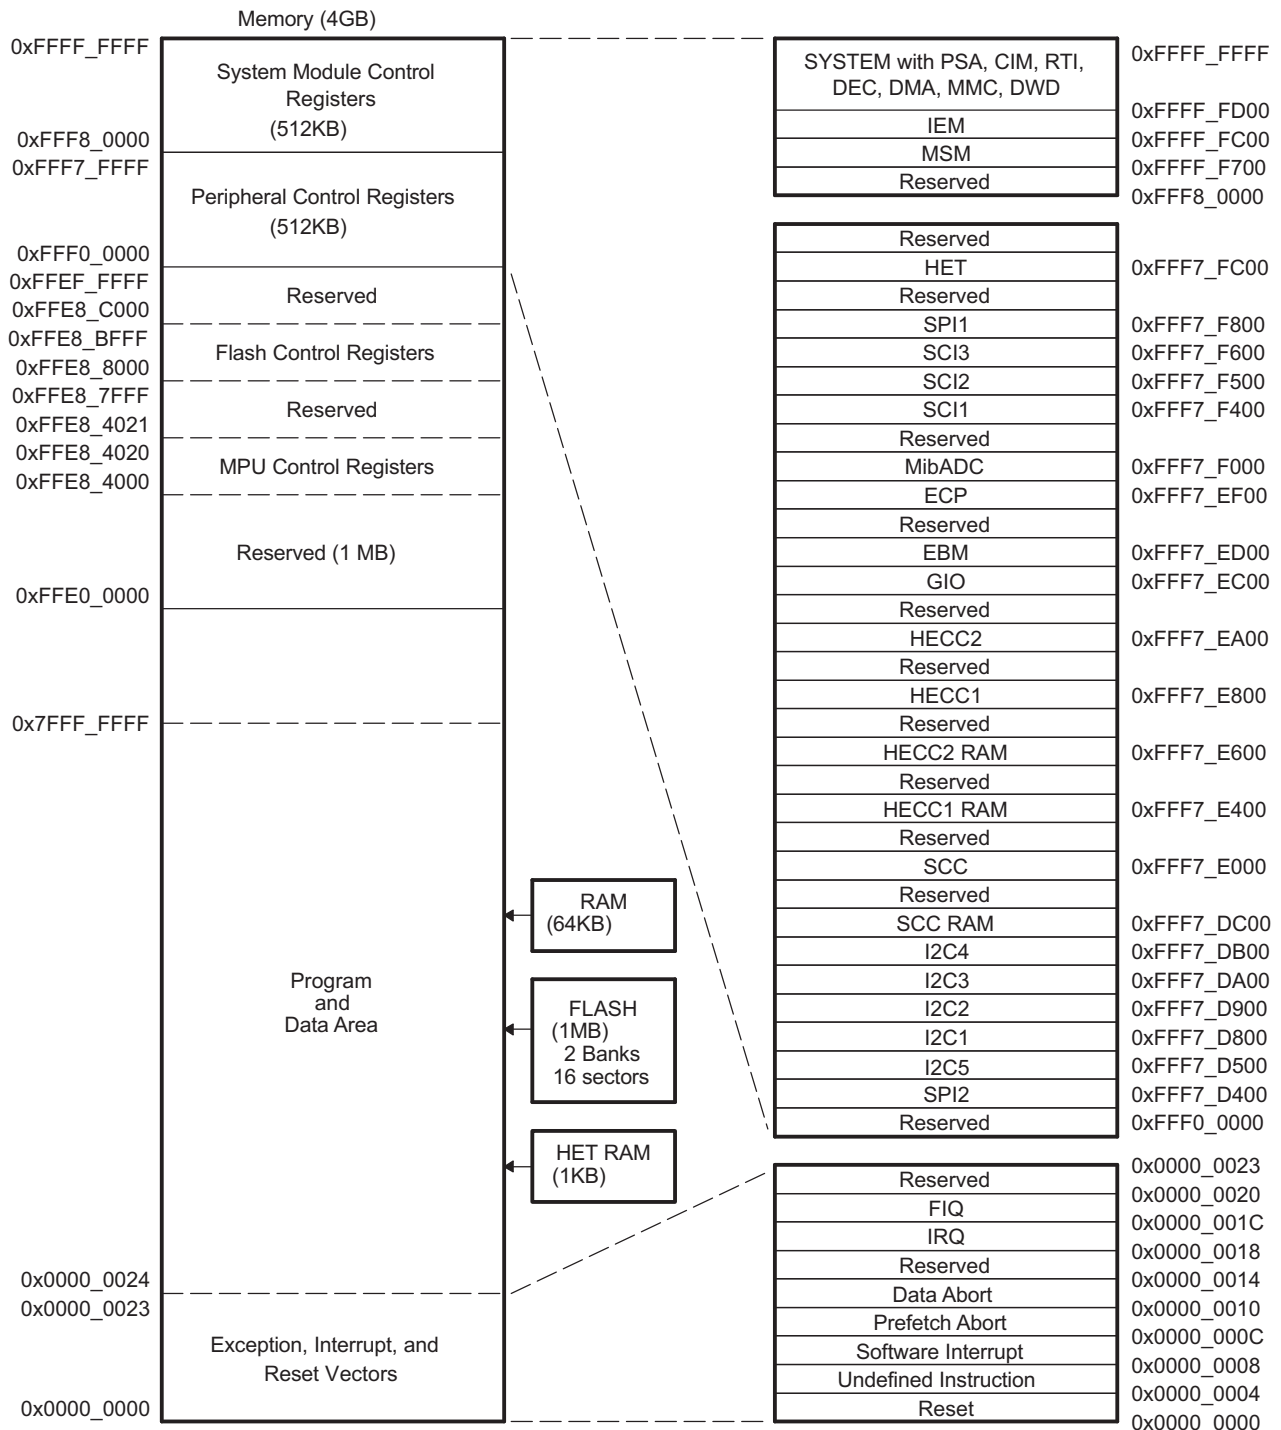 Memory (4GB)
0xFFFF_FFFF
System Module Control
Registers
(512KB)
0xFFF8_0000
0xFFF7_FFFF
Peripheral Control Registers
(512KB)
0xFFF0_0000
0xFFEF_FFFF
Reserved
0xFFE8_C000
0xFFE8_BFFF
Flash Control Registers
0xFFE8_8000
0xFFE8_7FFF
Reserved
0xFFE8_4021
0xFFE8_4020
MPU Control Registers
0xFFE8_4000
Reserved (1 MB)
0xFFE0_0000
0x7FFF_FFFF
Program
and
Data Area
0x0000_0024
0x0000_0023
Exception, Interrupt, and
Reset Vectors
0x0000_0000
RAM
(64KB)
FLASH
(1MB)
2 Banks
16 sectors
HET RAM
(1KB)
SYSTEM with PSA, CIM, RTI,
DEC, DMA, MMC, DWD
0xFFFF_FFFF
0xFFFF_FD00
IEM
0xFFFF_FC00
MSM
0xFFFF_F700
Reserved
0xFFF8_0000
Reserved
HET 0xFFF7_FC00
Reserved
SPI1 0xFFF7_F800
SCI3 0xFFF7_F600
SCI2 0xFFF7_F500
SCI1 0xFFF7_F400
Reserved
MibADC 0xFFF7_F000
ECP 0xFFF7_EF00
Reserved
EBM 0xFFF7_ED00
GIO 0xFFF7_EC00
Reserved
HECC2 0xFFF7_EA00
Reserved
HECC1 0xFFF7_E800
Reserved
HECC2 RAM 0xFFF7_E600
Reserved
HECC1 RAM 0xFFF7_E400
Reserved
SCC 0xFFF7_E000
Reserved
SCC RAM 0xFFF7_DC00
I2C4 0xFFF7_DB00
I2C3 0xFFF7_DA00
I2C2 0xFFF7_D900
I2C1 0xFFF7_D800
I2C5 0xFFF7_D500
SPI2 0xFFF7_D400
Reserved 0xFFF0_0000
0x0000_0023
Reserved
0x0000_0020
FIQ
0x0000_001C
IRQ
0x0000_0018
Reserved
0x0000_0014
Data Abort
0x0000_0010
Prefetch Abort
0x0000_000C
Software Interrupt
0x0000_0008
Undefined Instruction
0x0000_0004
Reset
0x0000_0000